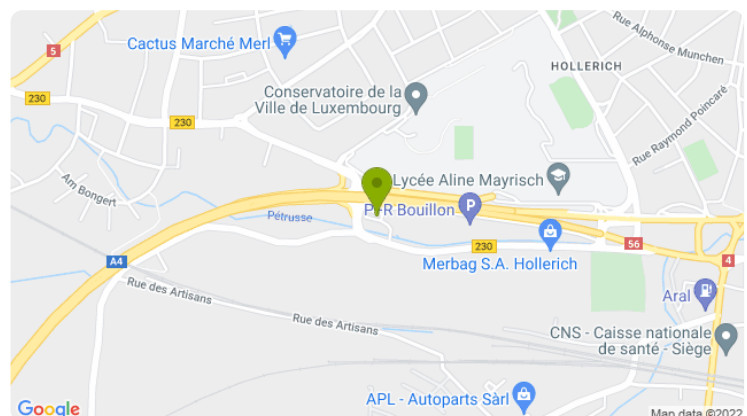 Rue Alphonse Munchen
Cactus Marché Merl
5
HOLLERICH
Conservatoire de la
Ville de Luxembourg
230
230
Rue Raymond Poincaré
Am Bongert
Lycée Aline Mayrisch
P+R Bouillon
Pétrusse
230
56
A4
Merbag S.A. Hollerich
4
Rue des Artisans
Aral
Rue des Artisans
CNS - Caisse nationale
de santé - Siège
APL - Autoparts Sàrl
Google
Map data ©2022